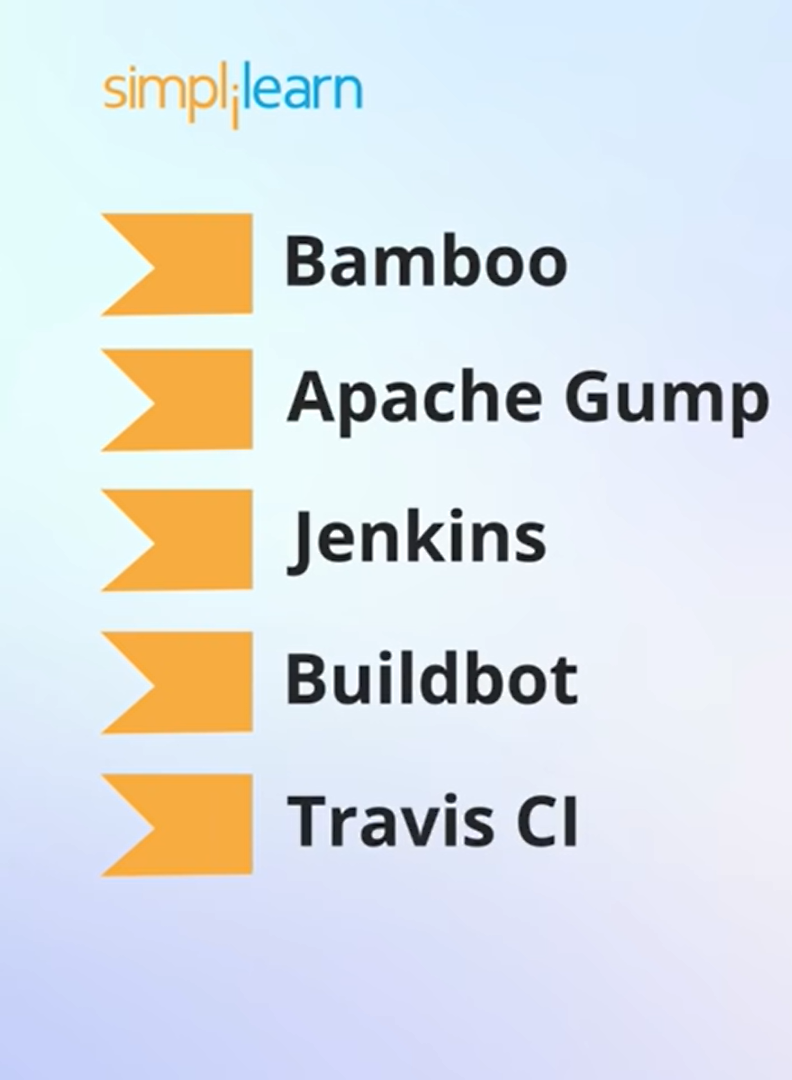 simplilearn
Bamboo
Apache Gump
Jenkins
Buildbot
Travis CI